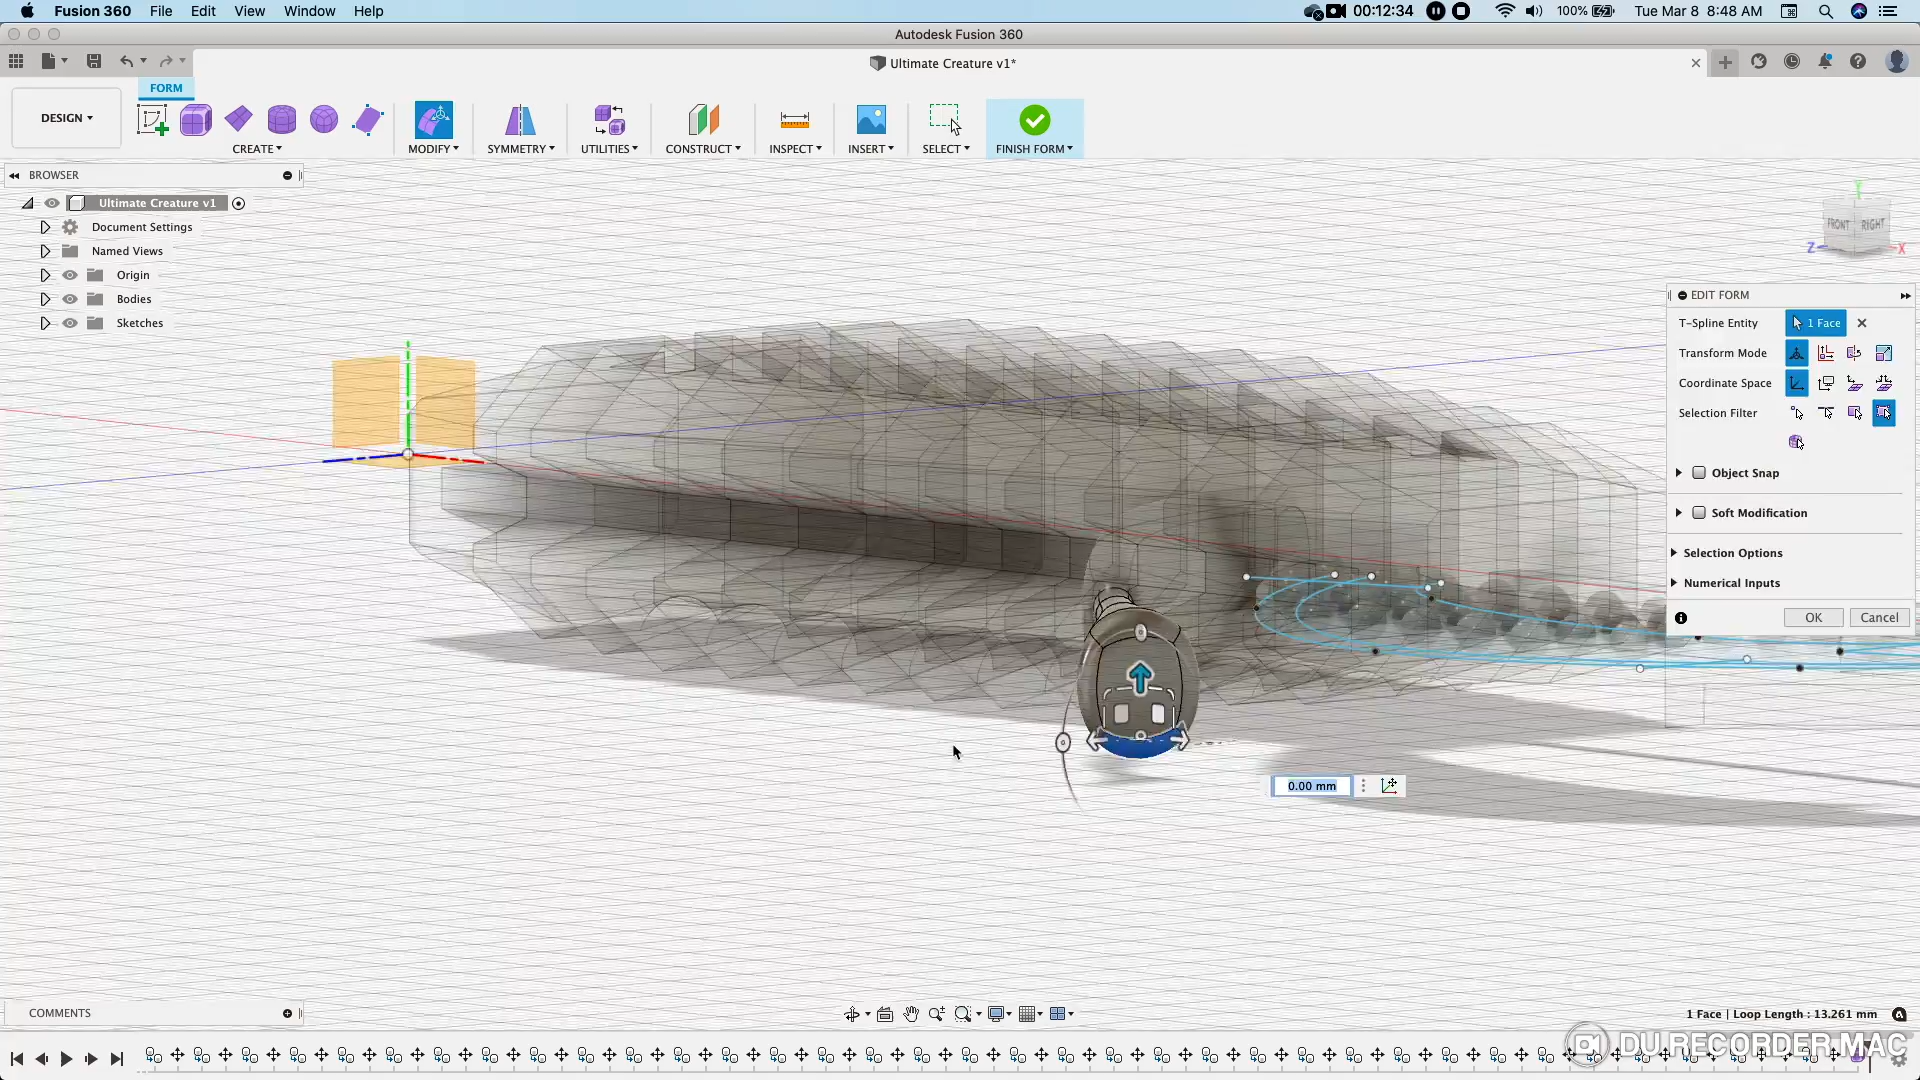 Fusion 360 File Edit View Window Help 00:12:34 100% Tue Mar 8 8:48 AM
Autodesk Fusion 360
Ultimate Creature v1*
FORM
DESIGN
CREATE MODIFY SYMMETRY UTILITIES CONSTRUCT INSPECT INSERT SELECT FINISH FORM
BROWSER
Ultimate Creature v1
Document Settings
Named Views
Origin
Bodies
Sketches
Y
FRONT RIGHT
Z X
EDIT FORM
T-Spline Entity 1 Face
Transform Mode
Coordinate Space
Selection Filter
Object Snap
Soft Modification
Selection Options
Numerical Inputs
OK Cancel
0.00 mm
COMMENTS
1 Face | Loop Length : 13.261 mm
DU RECORDER MAC